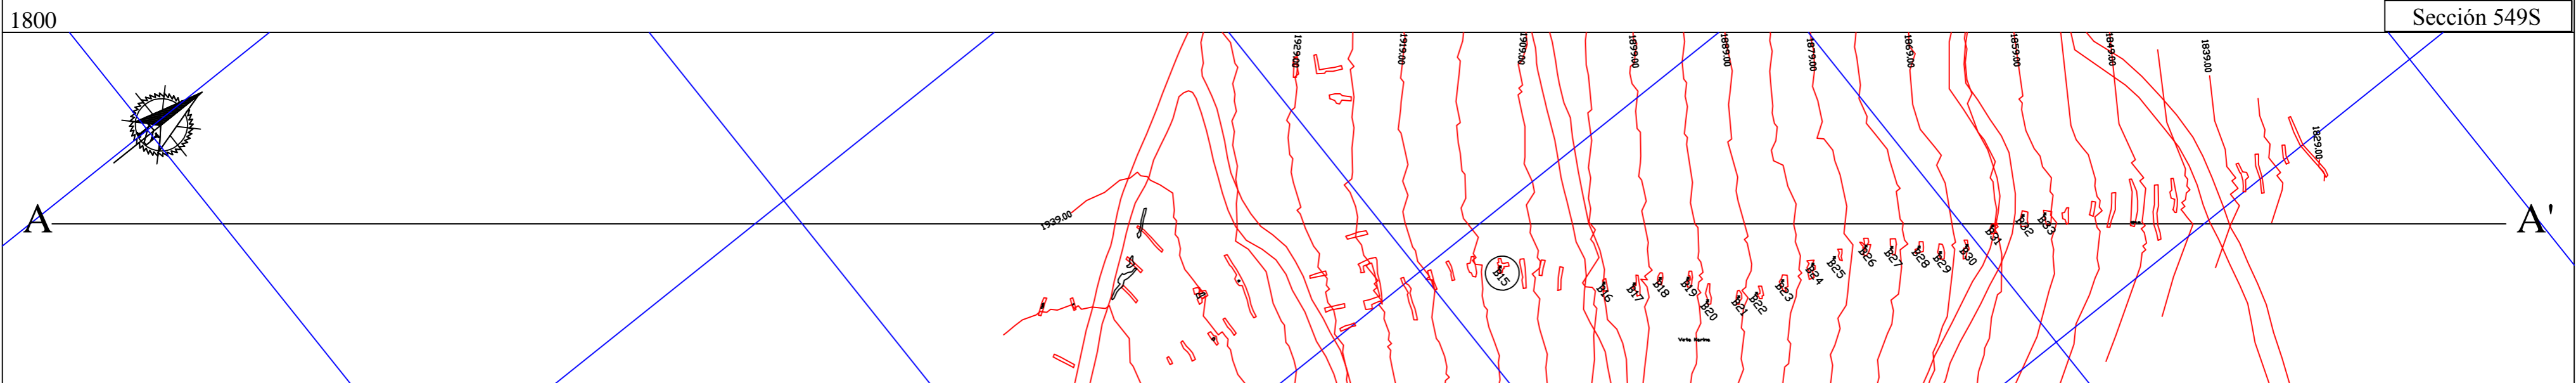 1800
Sección 549S
1929.00
1919.00
1909.00
1899.00
1889.00
1879.00
1869.00
1859.00
1849.00
1839.00
1829.00
1939.00
A
A'
B15
B16
B17
B18
B19
B20
B21
B22
B23
B24
B25
B26
B27
B28
B29
B30
B31
B32
B33
Veta Karina